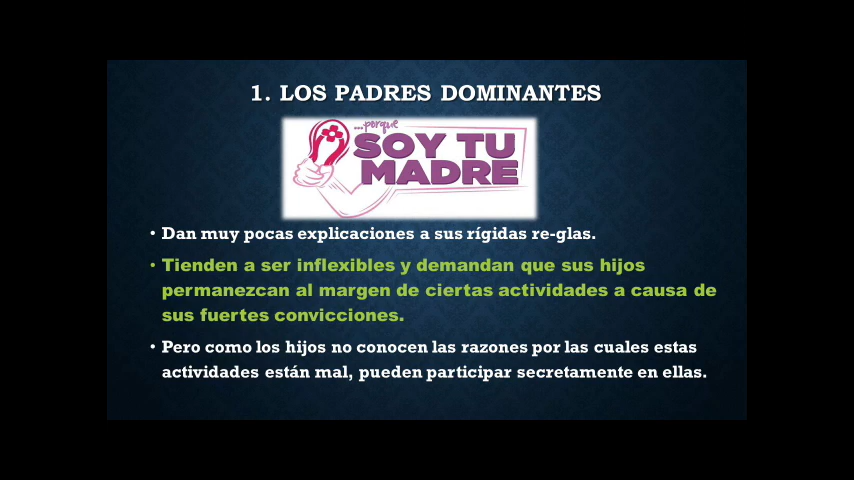 1. LOS PADRES DOMINANTES
...porque
SOY TU
MADRE
• Dan muy pocas explicaciones a sus rígidas re-glas.
• Tienden a ser inflexibles y demandan que sus hijos
permanezcan al margen de ciertas actividades a causa de
sus fuertes convicciones.
• Pero como los hijos no conocen las razones por las cuales estas
actividades están mal, pueden participar secretamente en ellas.